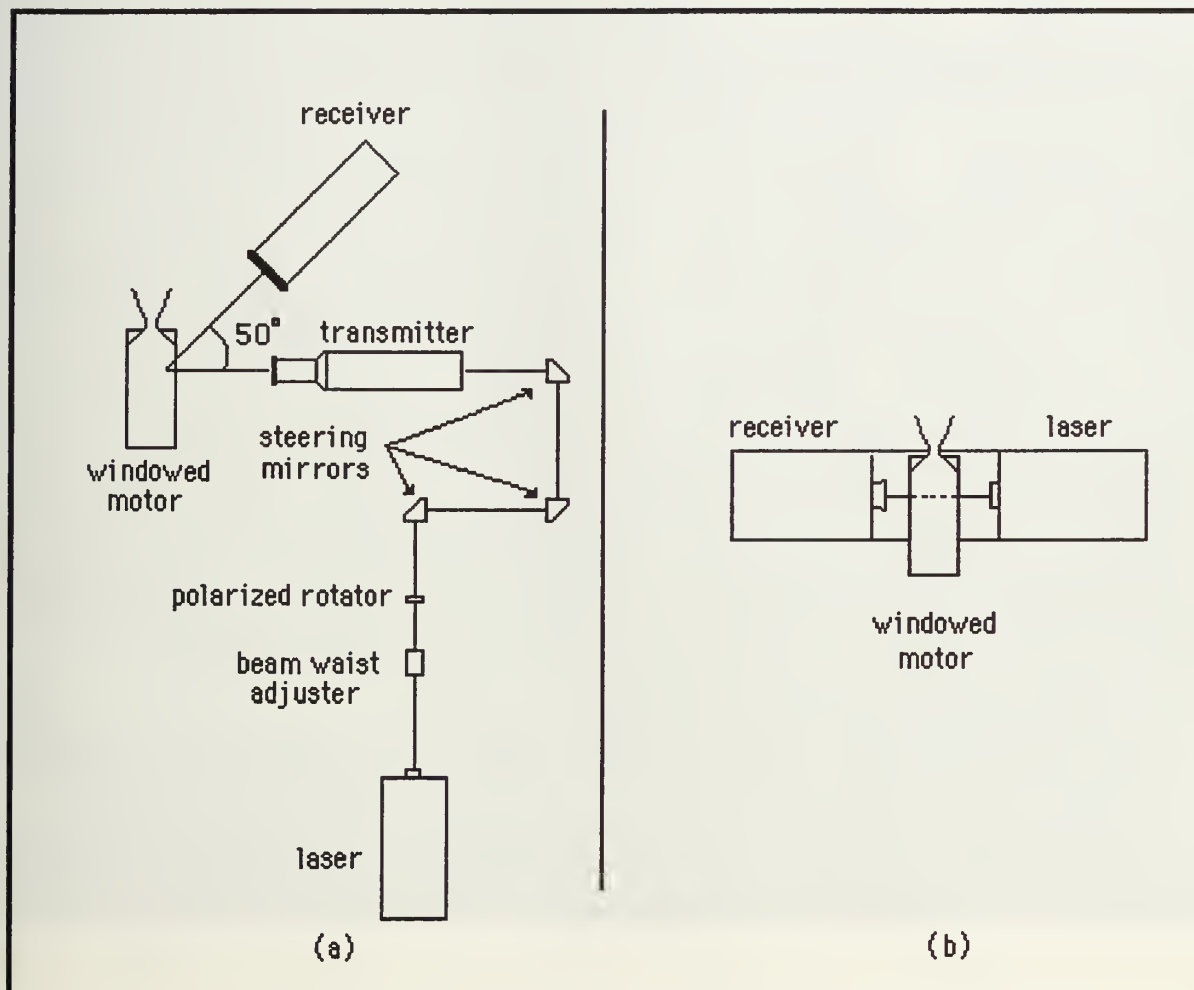 receiver
50°
transmitter
steering
mirrors
windowed
motor
polarized rotator
beam waist
adjuster
laser
(a)
receiver
laser
windowed
motor
(b)